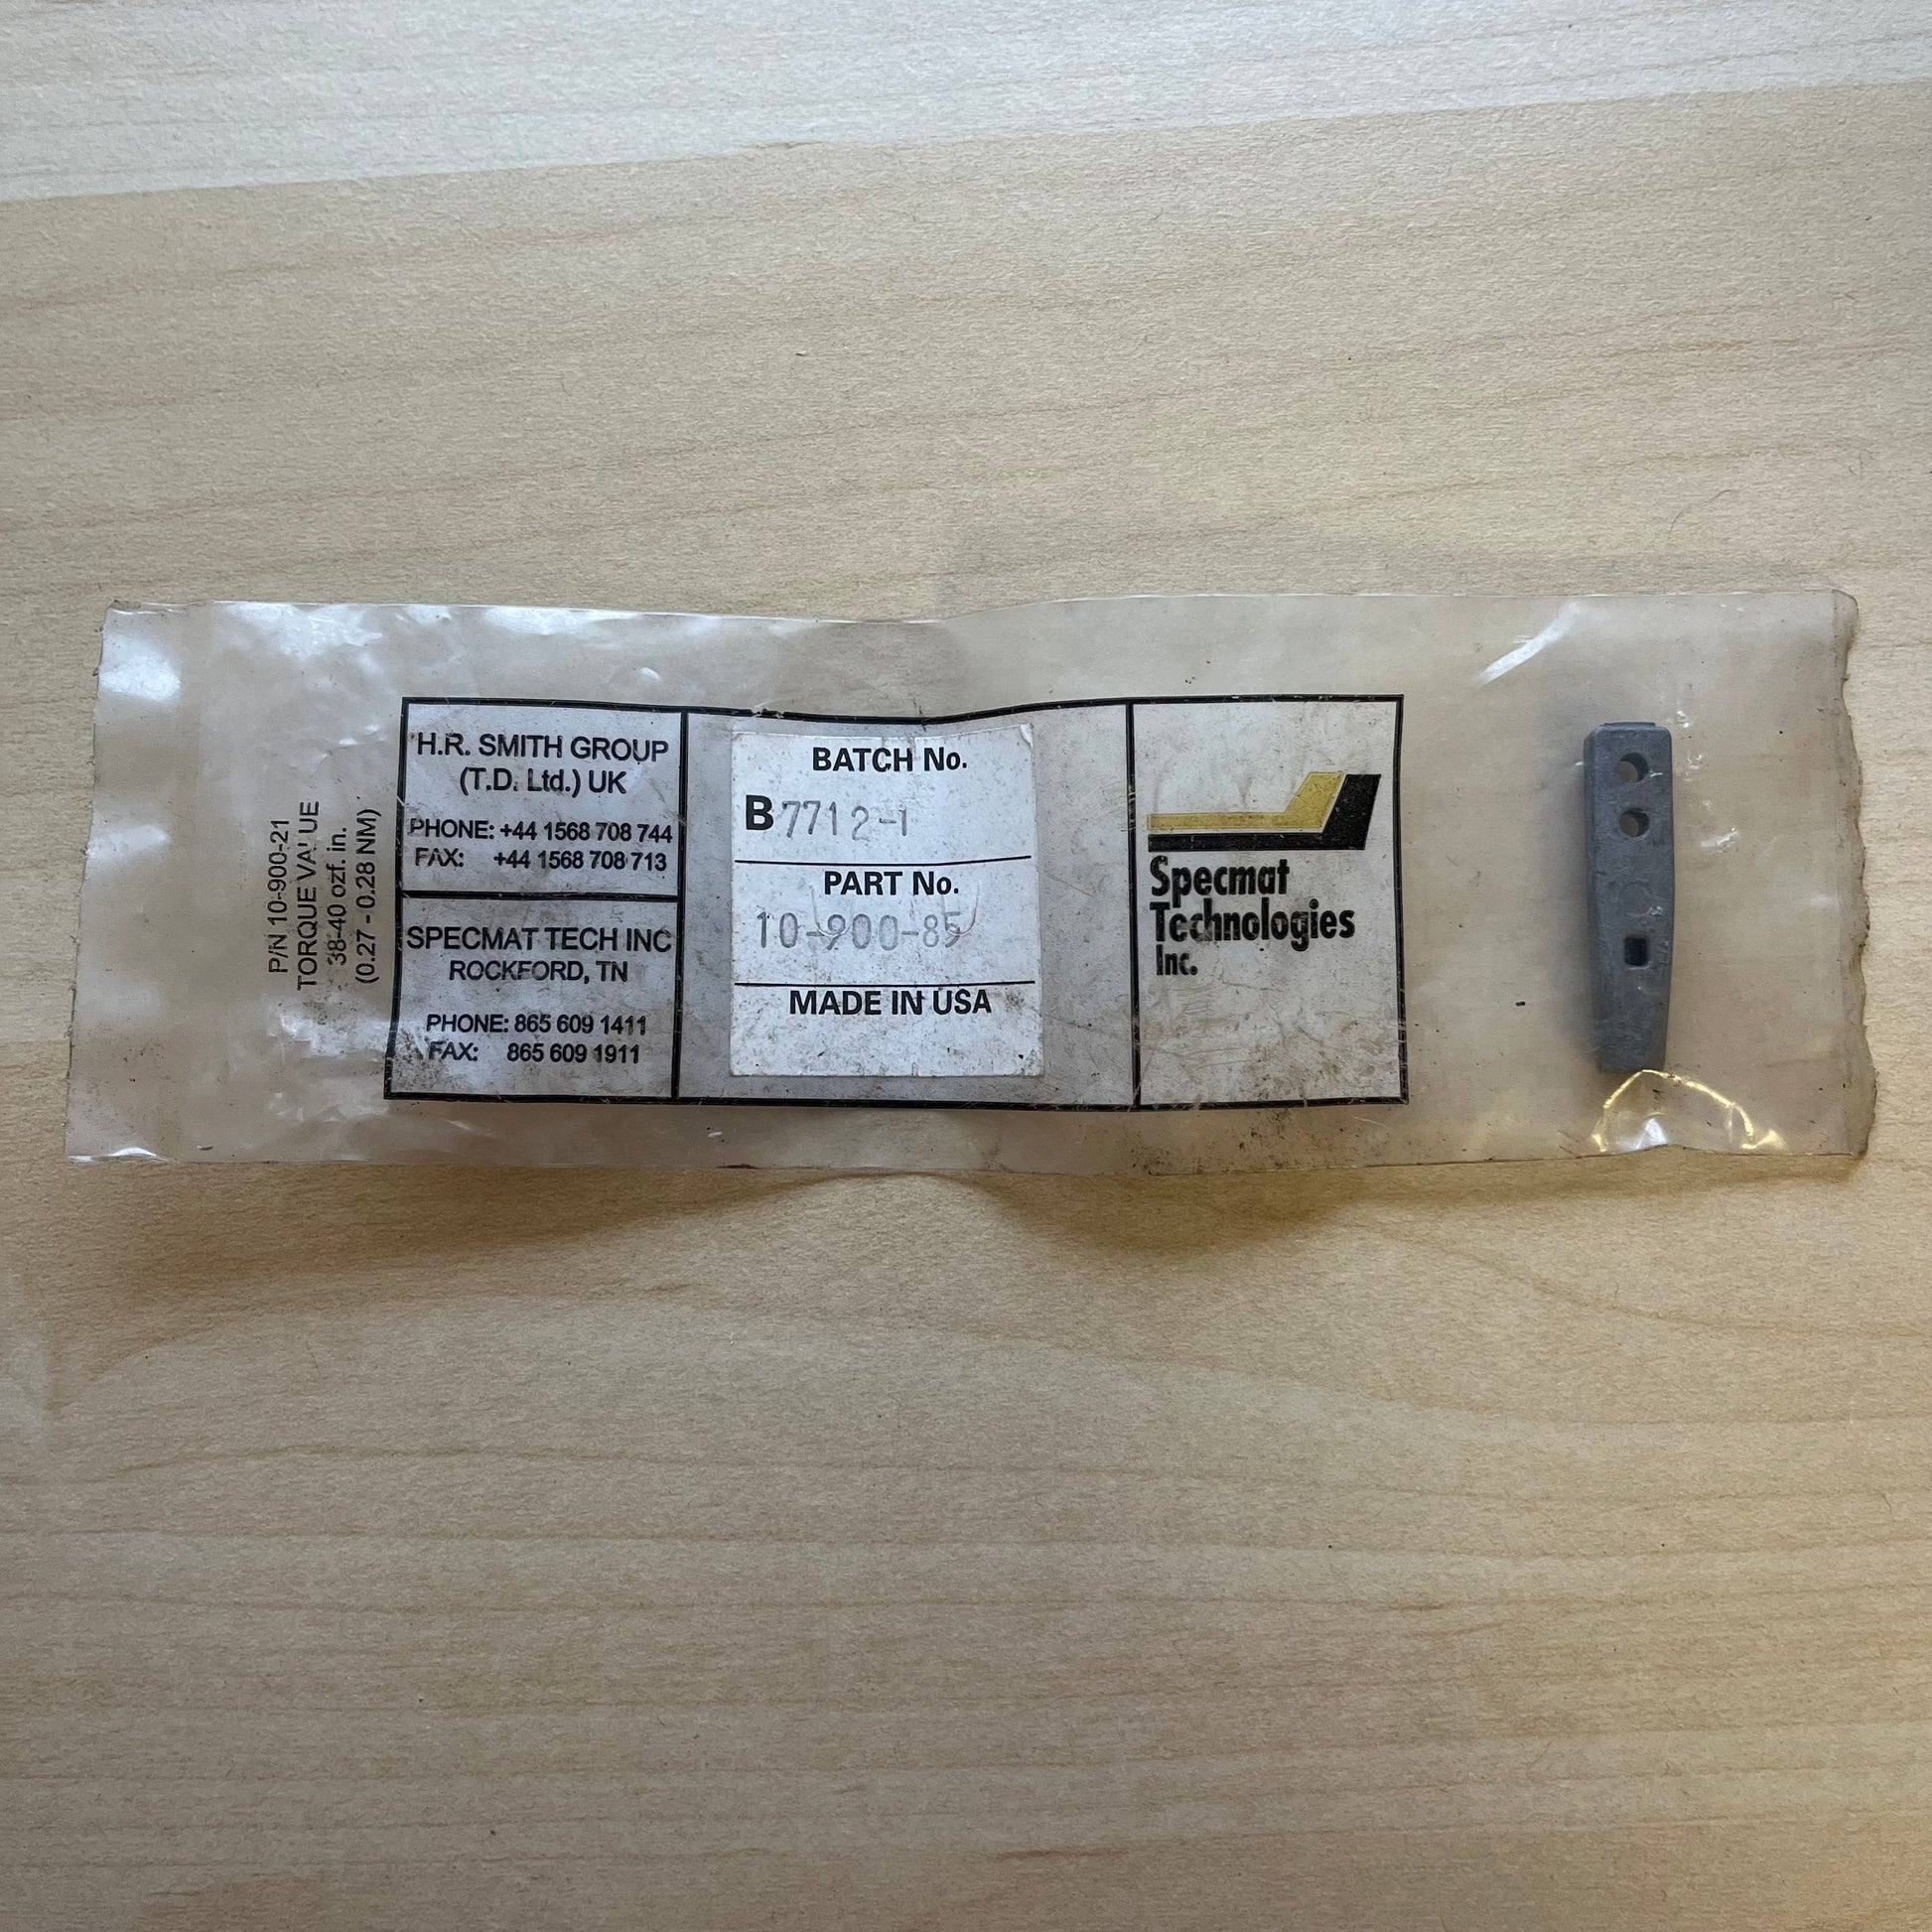 P/N 10-900-21
TORQUE VALUE
38-40 ozf. in.
(0.27 - 0.28 NM)
H.R. SMITH GROUP
(T.D. Ltd.) UK
PHONE: +44 1568 708 744
FAX: +44 1568 708 713
SPECMAT TECH INC
ROCKFORD, TN
PHONE: 865 609 1411
FAX: 865 609 1911
BATCH No.
B7712-1
PART No.
10-900-85
MADE IN USA
Specmat
Technologies
Inc.